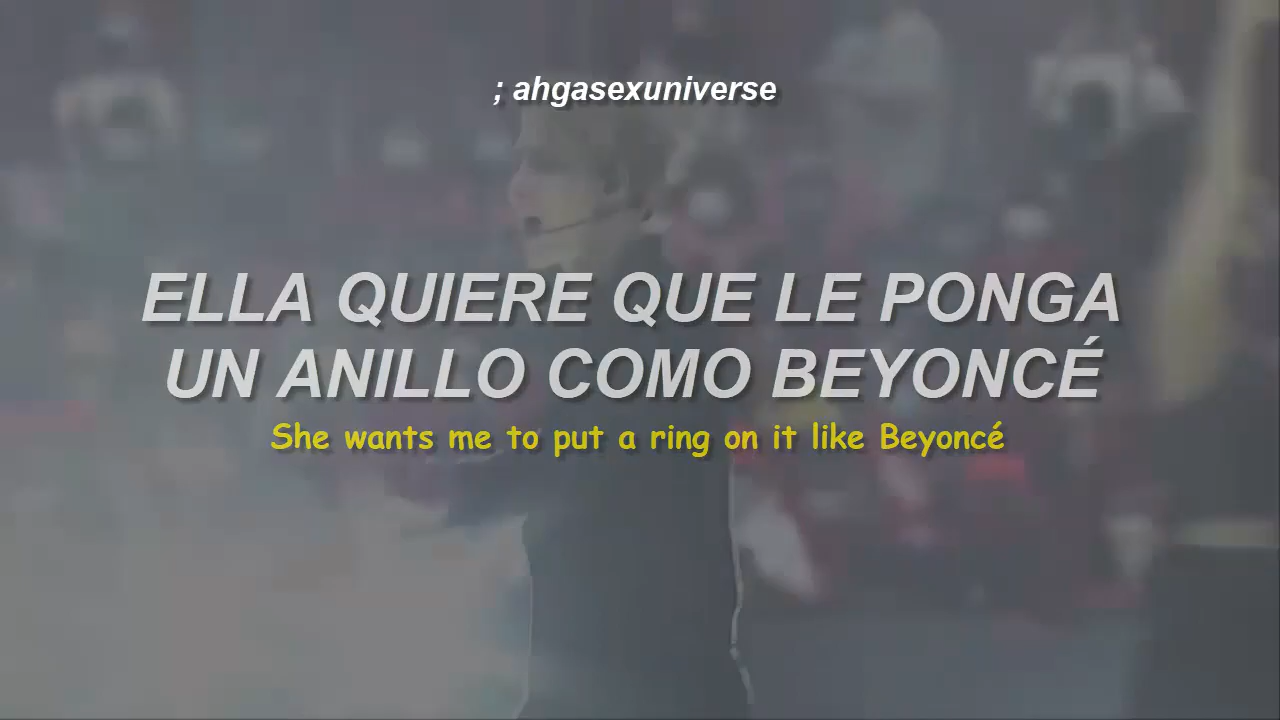 ; ahgasexuniverse
ELLA QUIERE QUE LE PONGA
UN ANILLO COMO BEYONCÉ
She wants me to put a ring on it like Beyoncé